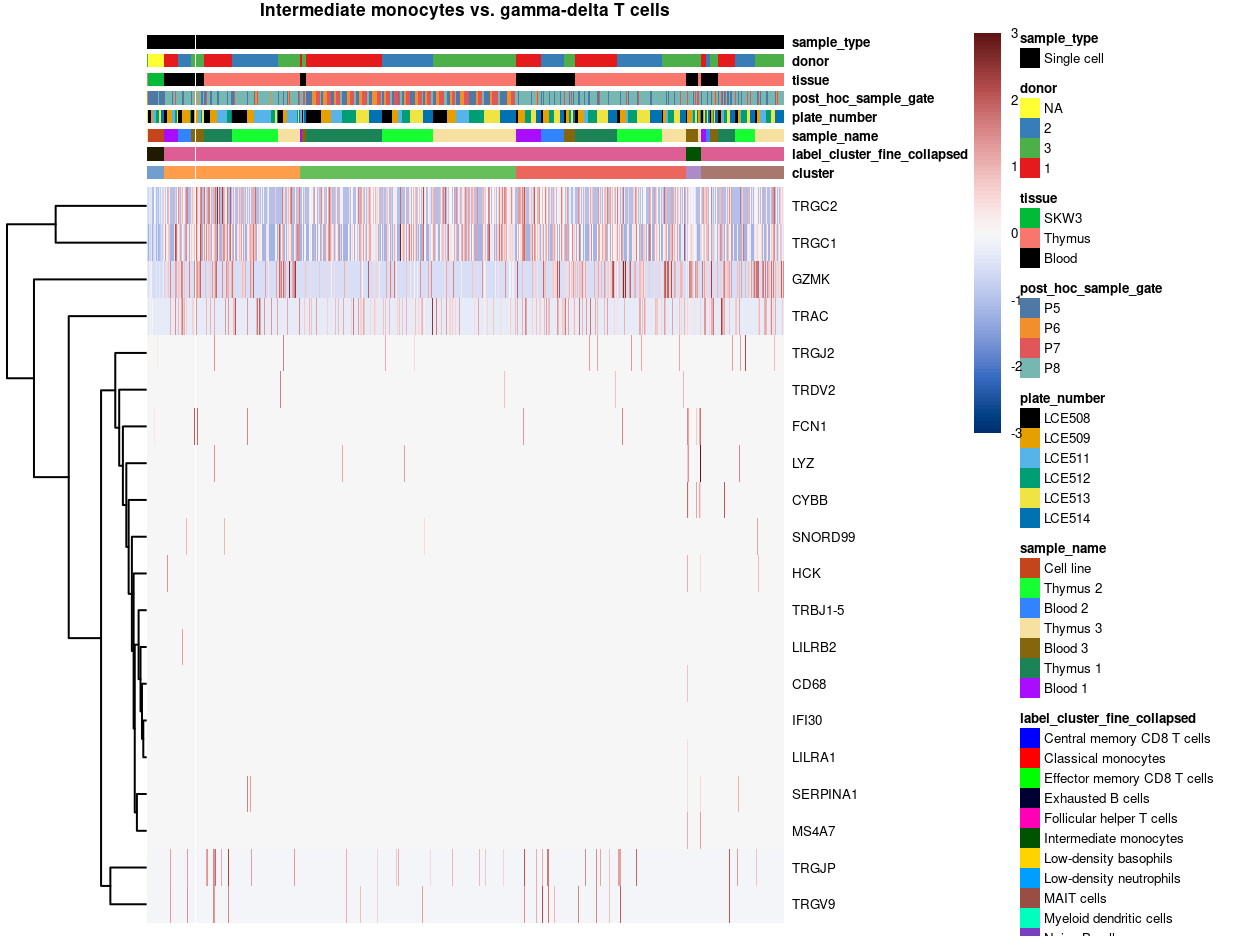 Intermediate monocytes vs. gamma-delta T cells
sample_type
donor
tissue
post_hoc_sample_gate
plate_number
sample_name
label_cluster_fine_collapsed
cluster
TRGC2
TRGC1
GZMK
TRAC
TRGJ2
TRDV2
FCN1
LYZ
CYBB
SNORD99
HCK
TRBJ1-5
LILRB2
CD68
IFI30
LILRA1
SERPINA1
MS4A7
TRGJP
TRGV9
3
2
1
0
-1
-2
-3
sample_type
Single cell
donor
NA
2
3
1
tissue
SKW3
Thymus
Blood
post_hoc_sample_gate
P5
P6
P7
P8
plate_number
LCE508
LCE509
LCE511
LCE512
LCE513
LCE514
sample_name
Cell line
Thymus 2
Blood 2
Thymus 3
Blood 3
Thymus 1
Blood 1
label_cluster_fine_collapsed
Central memory CD8 T cells
Classical monocytes
Effector memory CD8 T cells
Exhausted B cells
Follicular helper T cells
Intermediate monocytes
Low-density basophils
Low-density neutrophils
MAIT cells
Myeloid dendritic cells